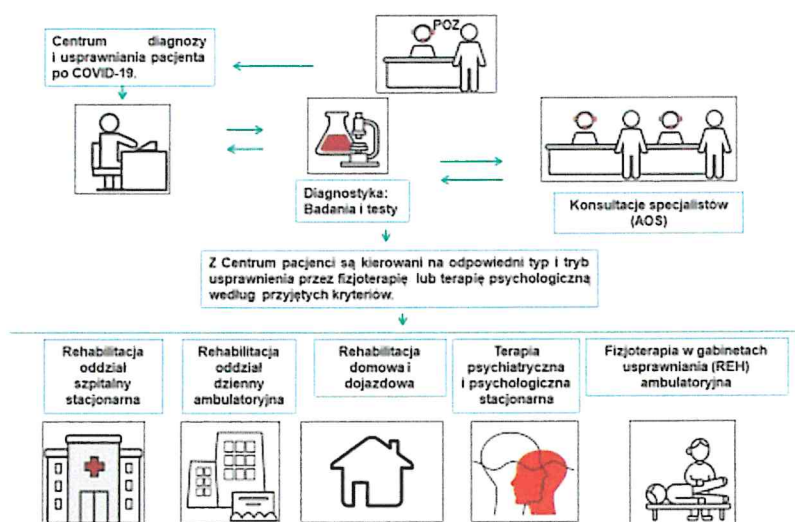 POZ
Centrum diagnozy
i usprawniania pacjenta
po COVID-19.
Diagnostyka:
Badania i testy
Konsultacje specjalistów
(AOS)
Z Centrum pacjenci są kierowani na odpowiedni typ i tryb
usprawnienia przez fizjoterapię lub terapię psychologiczną
według przyjętych kryteriów.
Rehabilitacja
oddział
szpitalny
stacjonarna
Rehabilitacja
oddział
dzienny
ambulatoryjna
Rehabilitacja
domowa i
dojazdowa
Terapia
psychiatryczna
i psychologiczna
stacjonarna
Fizjoterapia w gabinetach
usprawniania (REH)
ambulatoryjna